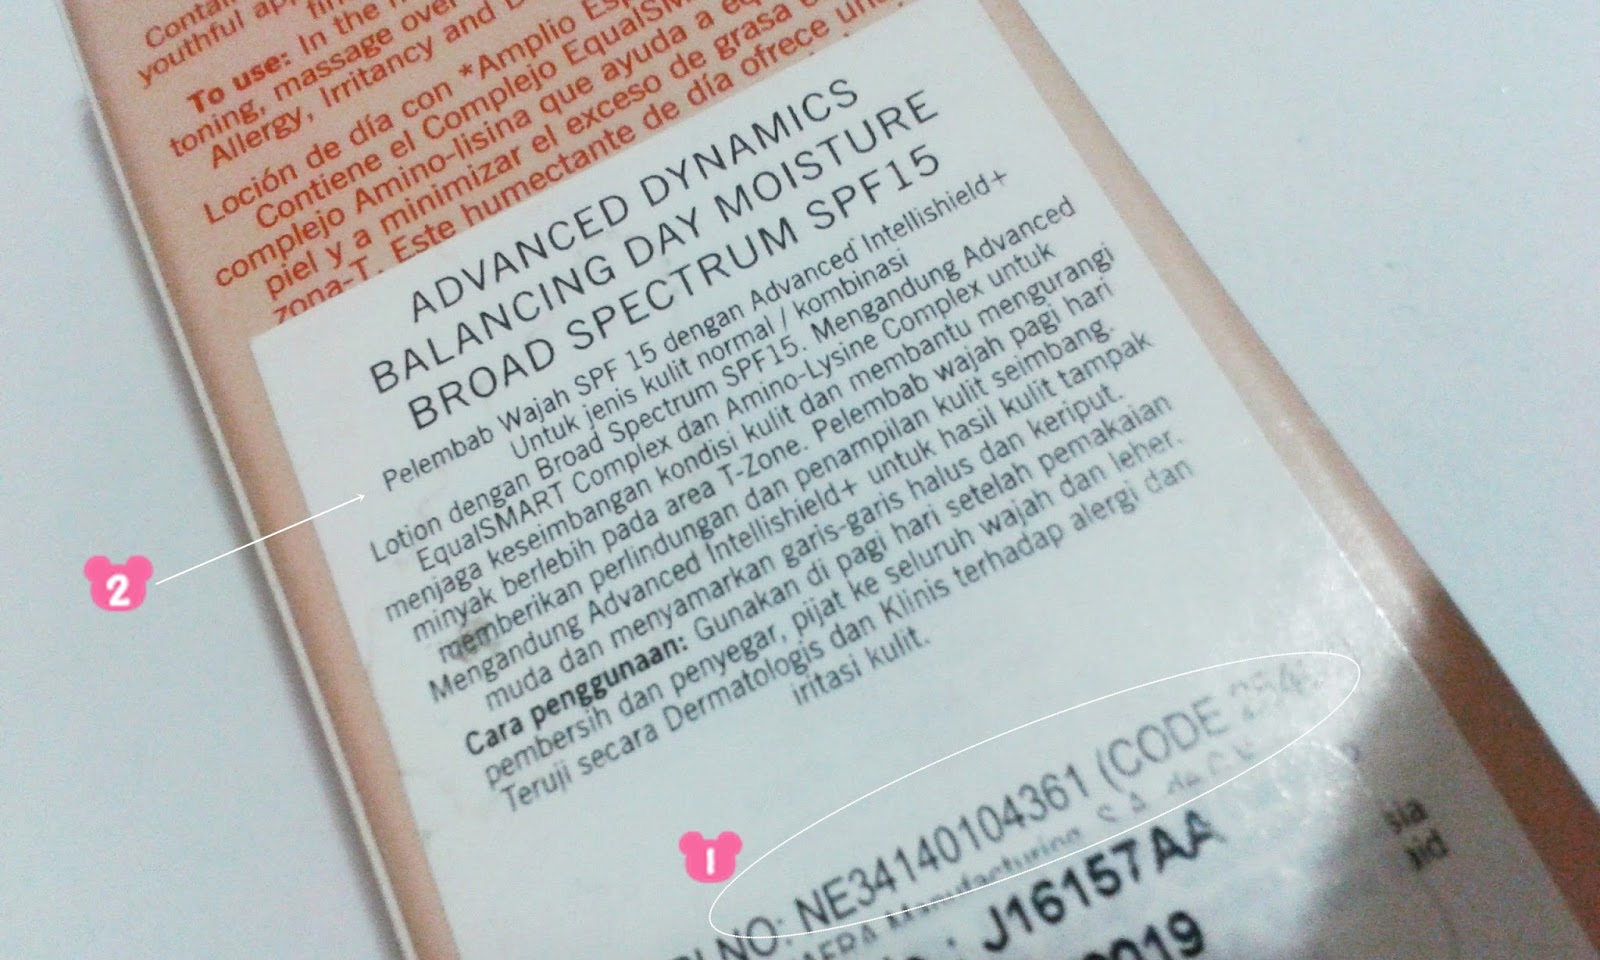 youthful
To use: In the
toning, massage over
Allergy, Irritancy and
Loción de día con *Amplio
Contiene el Complejo
complejo Amino-lisina que ayuda a
piel y a minimizar el exceso de grasa
zona-T. Este humectante de día ofrece
ADVANCED DYNAMICS
BALANCING DAY MOISTURE
BROAD SPECTRUM SPF15
Pelembab Wajah SPF 15 dengan Advanced Intellishield+
Untuk jenis kulit normal / kombinasi
Lotion dengan Broad Spectrum SPF15. Mengandung Advanced
EqualSMART Complex dan Amino-Lysine Complex untuk
menjaga keseimbangan kondisi kulit dan membantu mengurangi
minyak berlebih pada area T-Zone. Pelembab wajah pagi hari
memberikan perlindungan dan penampilan kulit seimbang.
Mengandung Advanced Intellishield+ untuk hasil kulit tampak
muda dan menyamarkan garis-garis halus dan keriput.
Cara penggunaan: Gunakan di pagi hari setelah pemakaian
pembersih dan penyegar, pijat ke seluruh wajah dan leher.
Teruji secara Dermatologis dan Klinis terhadap alergi dan
iritasi kulit.
2
1
NO: NE34140104361 (CODE
Manufacturing, S.A. de C.V.
J16157AA
2019